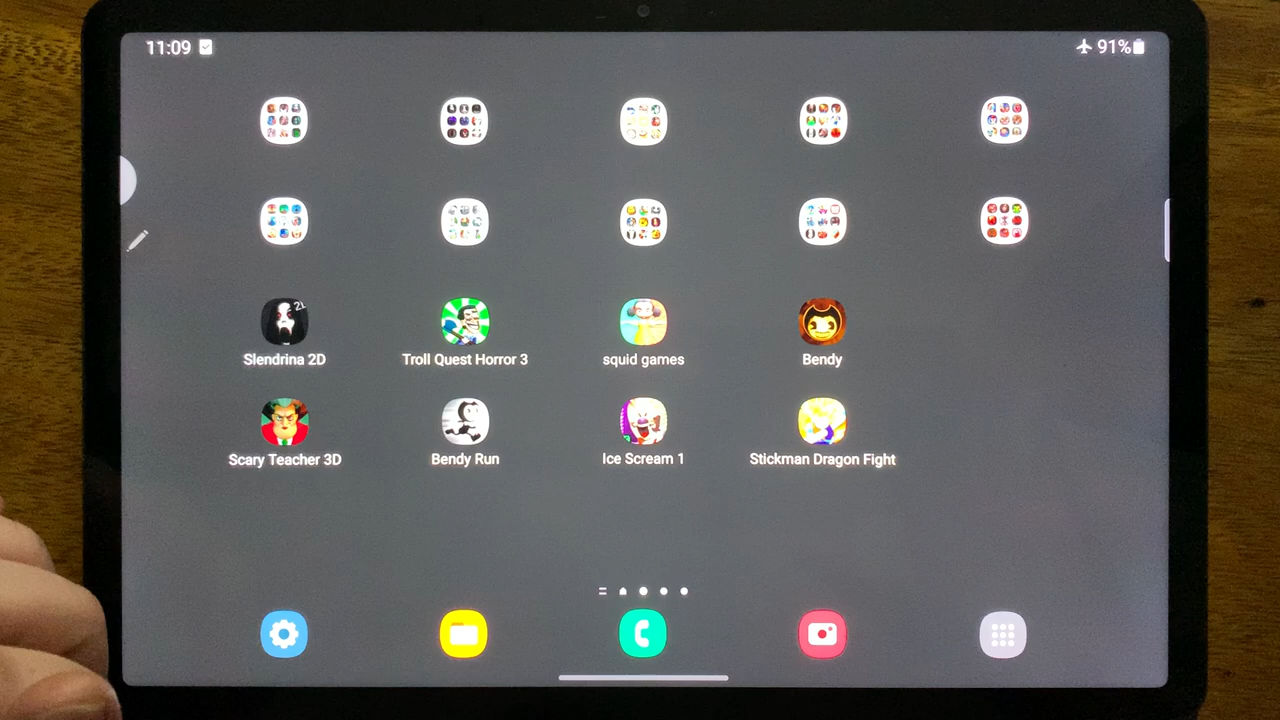 11:09
91%
2D
Slendrina 2D
Troll Quest Horror 3
squid games
Bendy
Scary Teacher 3D
Bendy Run
Ice Scream 1
Stickman Dragon Fight